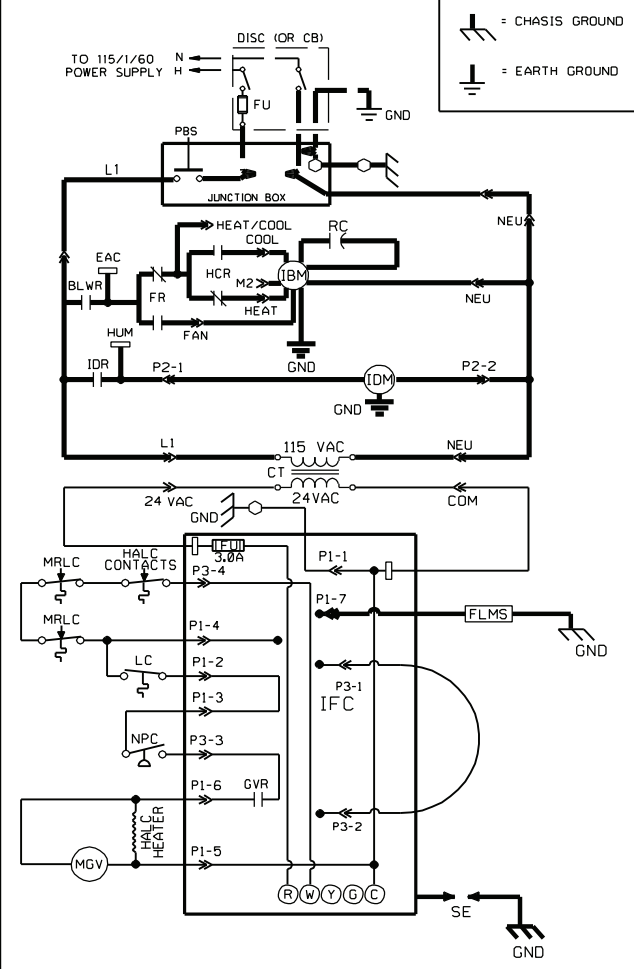 = CHASIS GROUND
= EARTH GROUND
DISC (OR CB)
TO 115/1/60
POWER SUPPLY
N
H
FU
GND
PBS
L1
JUNCTION BOX
NEU
HEAT/COOL
COOL
RC
EAC
HCR
M2
IBM
BLWR
FR
HEAT
NEU
FAN
HUM
GND
IDR
P2-1
IDM
P2-2
GND
L1
115 VAC
NEU
CT
24 VAC
24VAC
COM
GND
FU
3.0A
P1-1
MRLC
HALC
CONTACTS
P3-4
P1-7
FLMS
MRLC
P1-4
GND
LC
P1-2
P3-1
IFC
P1-3
NPC
P3-3
P1-6
GVR
P3-2
HALC
HEATER
MGV
P1-5
R W Y G C
SE
GND